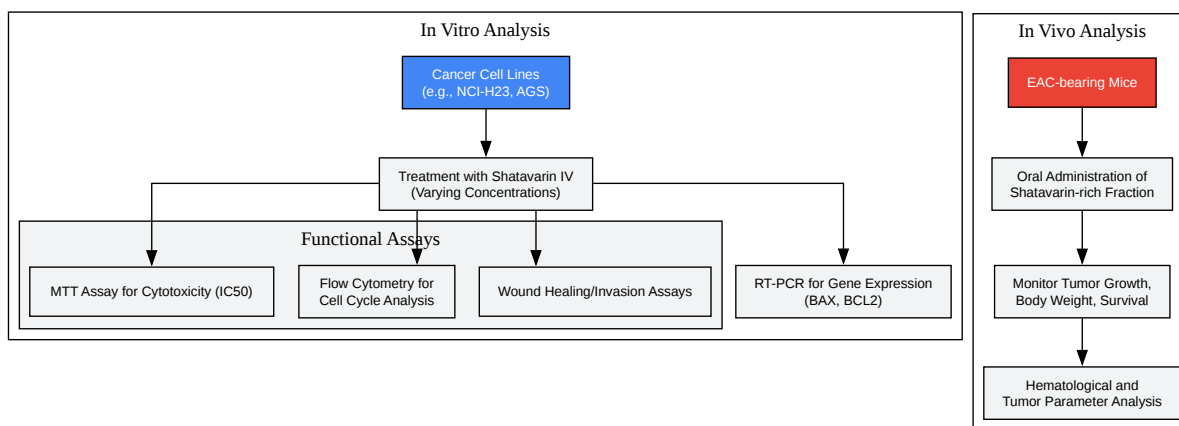 In Vitro Analysis
Cancer Cell Lines
(e.g., NCI-H23, AGS)
Treatment with Shatavarin IV
(Varying Concentrations)
Functional Assays
MTT Assay for Cytotoxicity (IC50)
Flow Cytometry for
Cell Cycle Analysis
Wound Healing/Invasion Assays
RT-PCR for Gene Expression
(BAX, BCL2)
In Vivo Analysis
EAC-bearing Mice
Oral Administration of
Shatavarin-rich Fraction
Monitor Tumor Growth,
Body Weight, Survival
Hematological and
Tumor Parameter Analysis